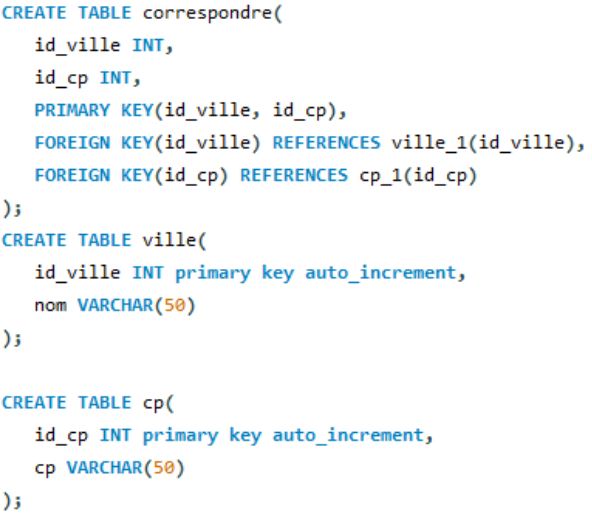 CREATE TABLE correspondre(
   id_ville INT,
   id_cp INT,
   PRIMARY KEY(id_ville, id_cp),
   FOREIGN KEY(id_ville) REFERENCES ville_1(id_ville),
   FOREIGN KEY(id_cp) REFERENCES cp_1(id_cp)
);
CREATE TABLE ville(
   id_ville INT primary key auto_increment,
   nom VARCHAR(50)
);

CREATE TABLE cp(
   id_cp INT primary key auto_increment,
   cp VARCHAR(50)
);